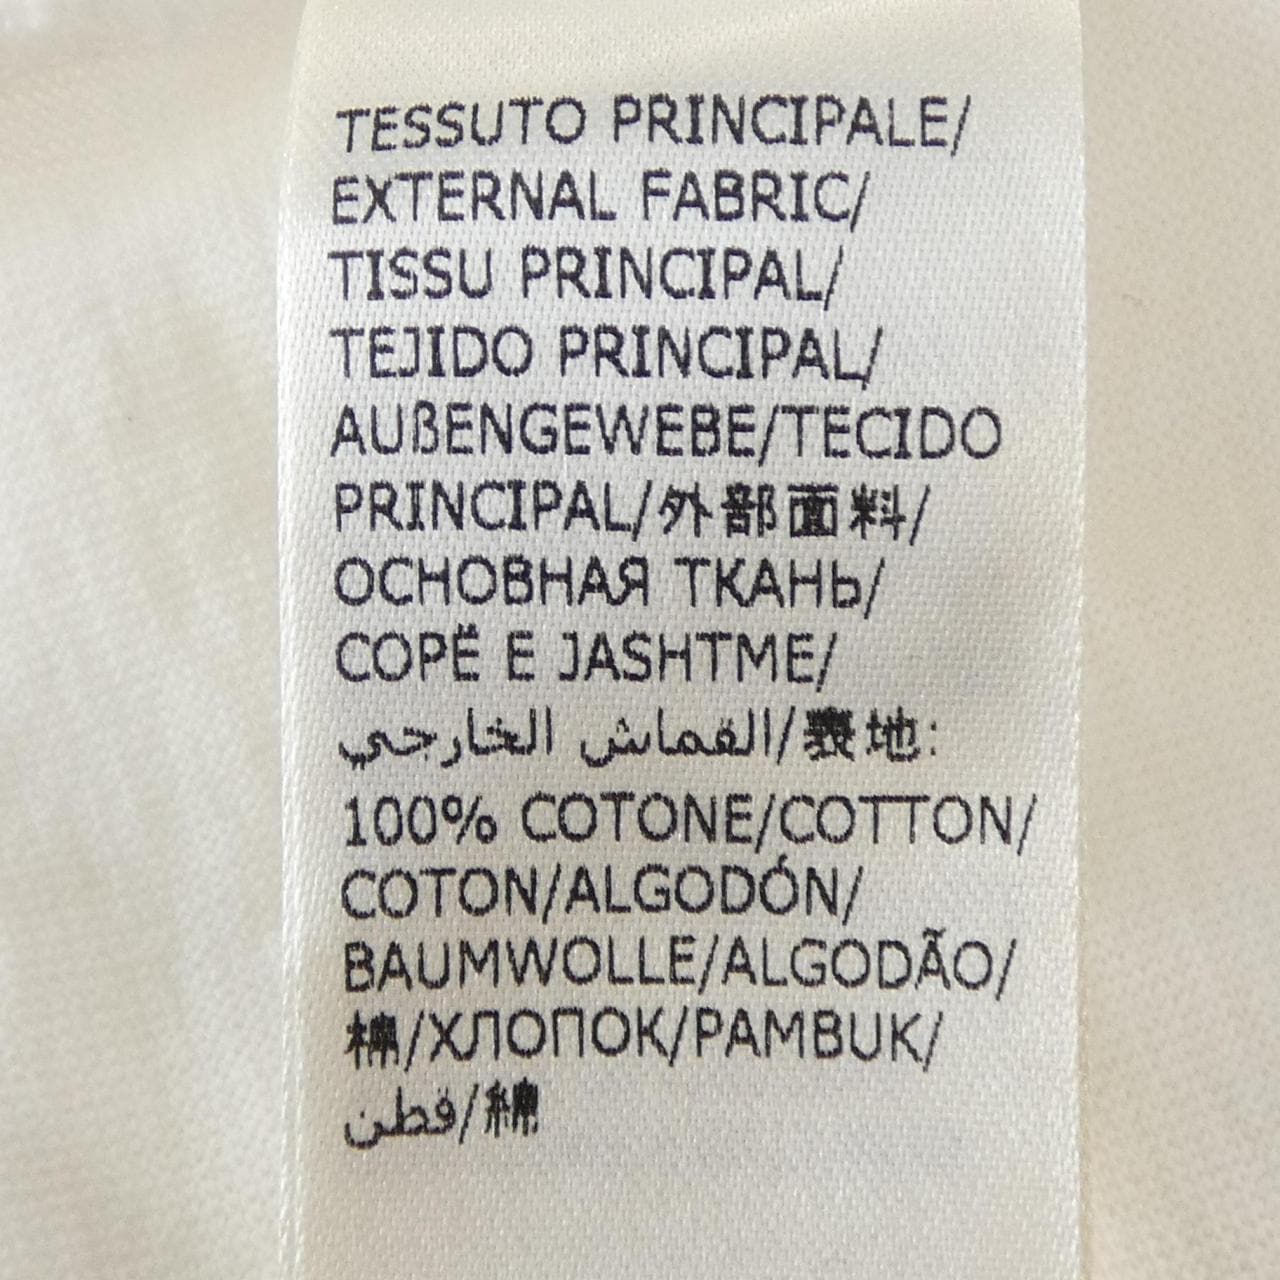 TESSUTO PRINCIPALE/
EXTERNAL FABRIC/
TISSU PRINCIPAL/
TEJIDO PRINCIPAL/
AUßENGEWEBE/TECIDO
PRINCIPAL/外部面料/
ОСНОВНАЯ ТКАНЬ/
COPË E JASHTME/
القماش الخارجي/表地:
100% COTONE/COTTON/
COTON/ALGODÓN/
BAUMWOLLE/ALGODÃO/
棉/ХЛОПОК/PAMBUK/
قطن/綿